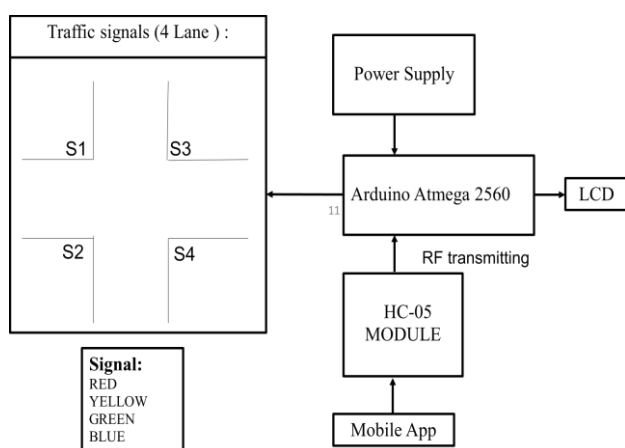 Traffic signals (4 Lane ) :
S1
S3
S2
S4
Signal:
RED
YELLOW
GREEN
BLUE
Power Supply
Arduino Atmega 2560
11
LCD
RF transmitting
HC-05
MODULE
Mobile App